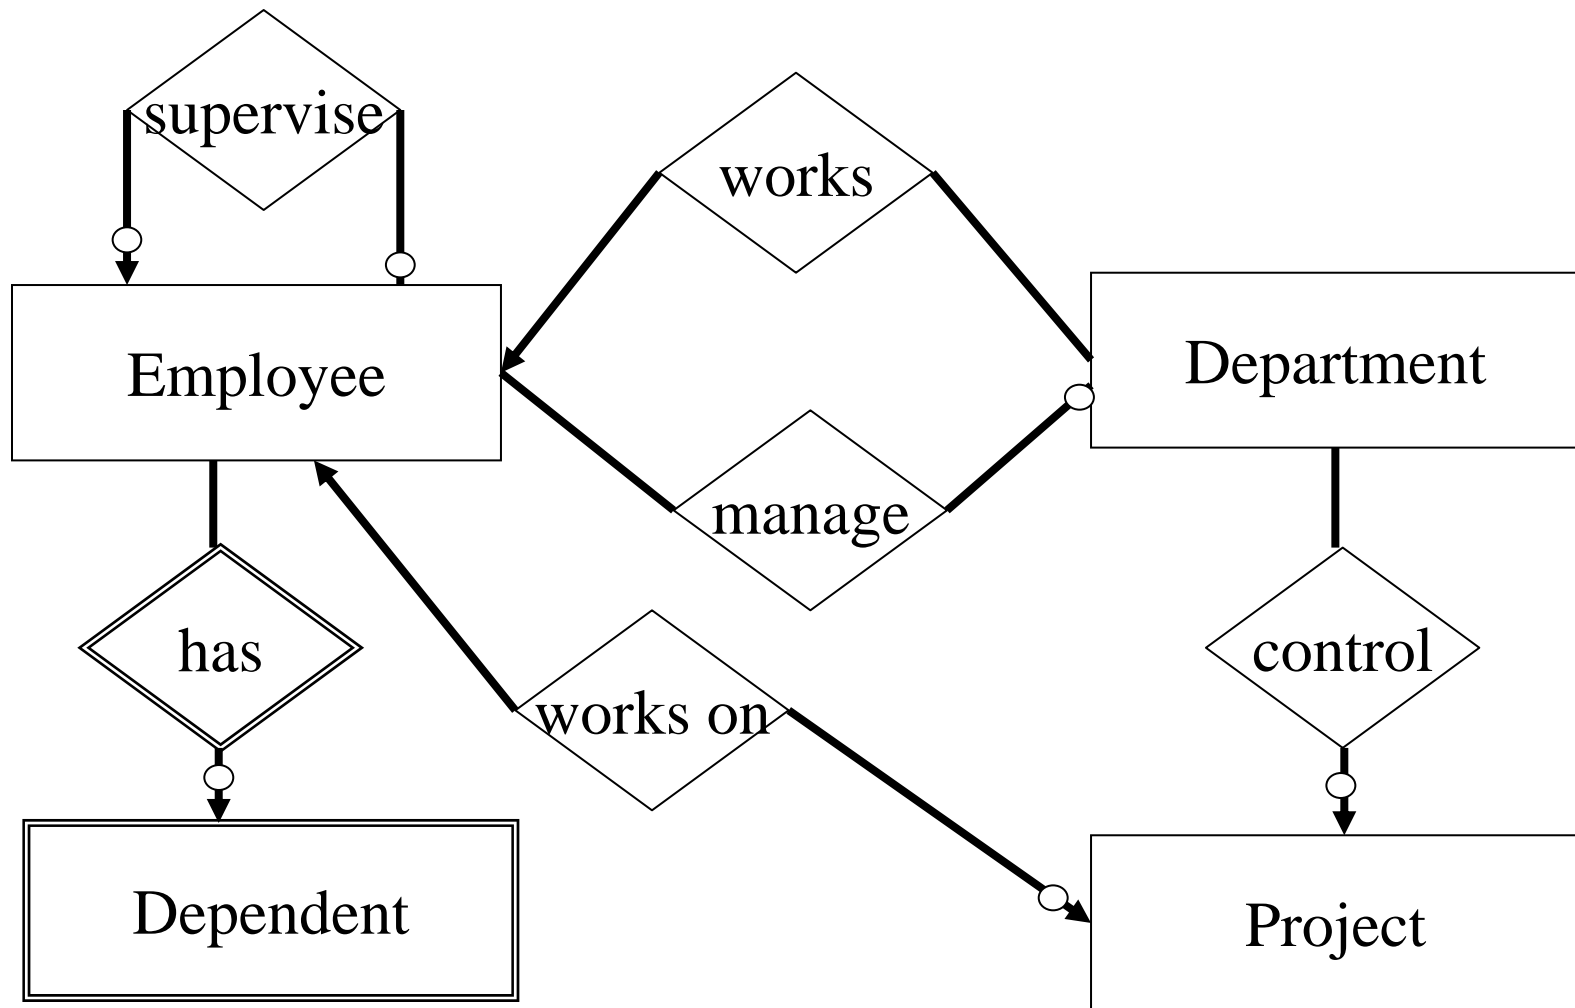 supervise
works
Employee
Department
manage
has
control
works on
Dependent
Project